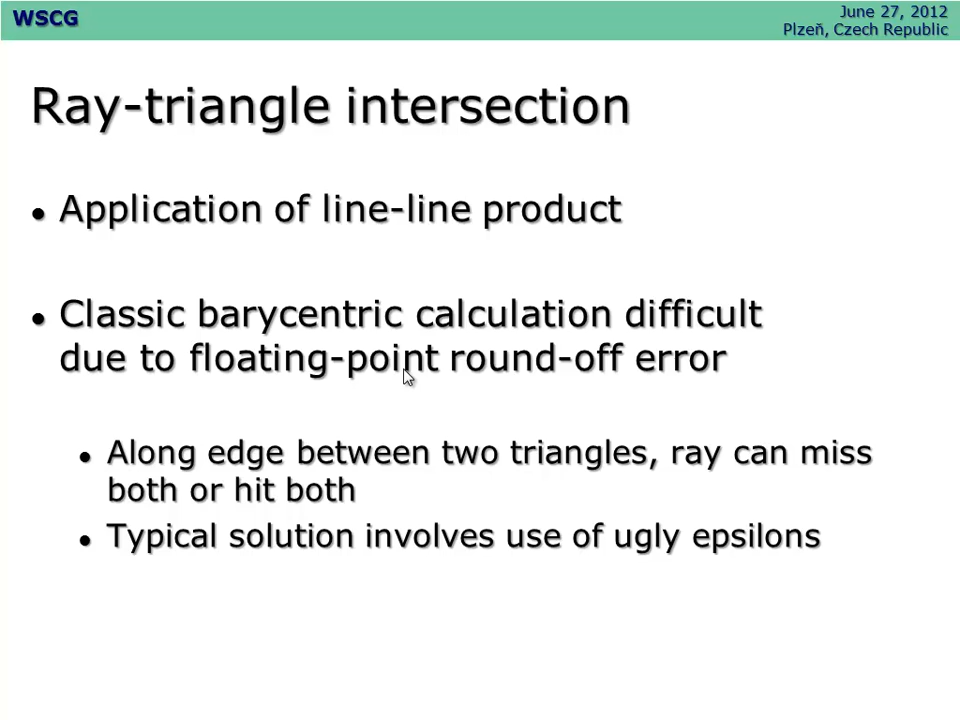 WSCG
June 27, 2012
Plzeň, Czech Republic
Ray-triangle intersection
Application of line-line product
Classic barycentric calculation difficult
due to floating-point round-off error
Along edge between two triangles, ray can miss
both or hit both
Typical solution involves use of ugly epsilons